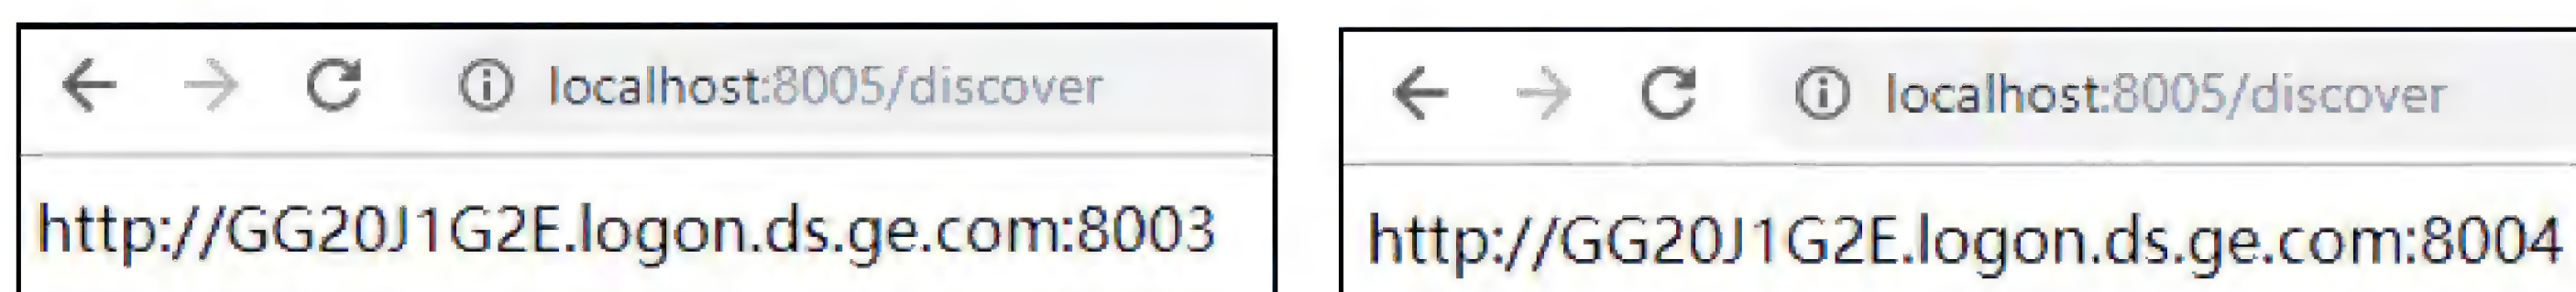 localhost:8005/discover
http://GG20J1G2E.logon.ds.ge.com:8003
localhost:8005/discover
http://GG20J1G2E.logon.ds.ge.com:8004